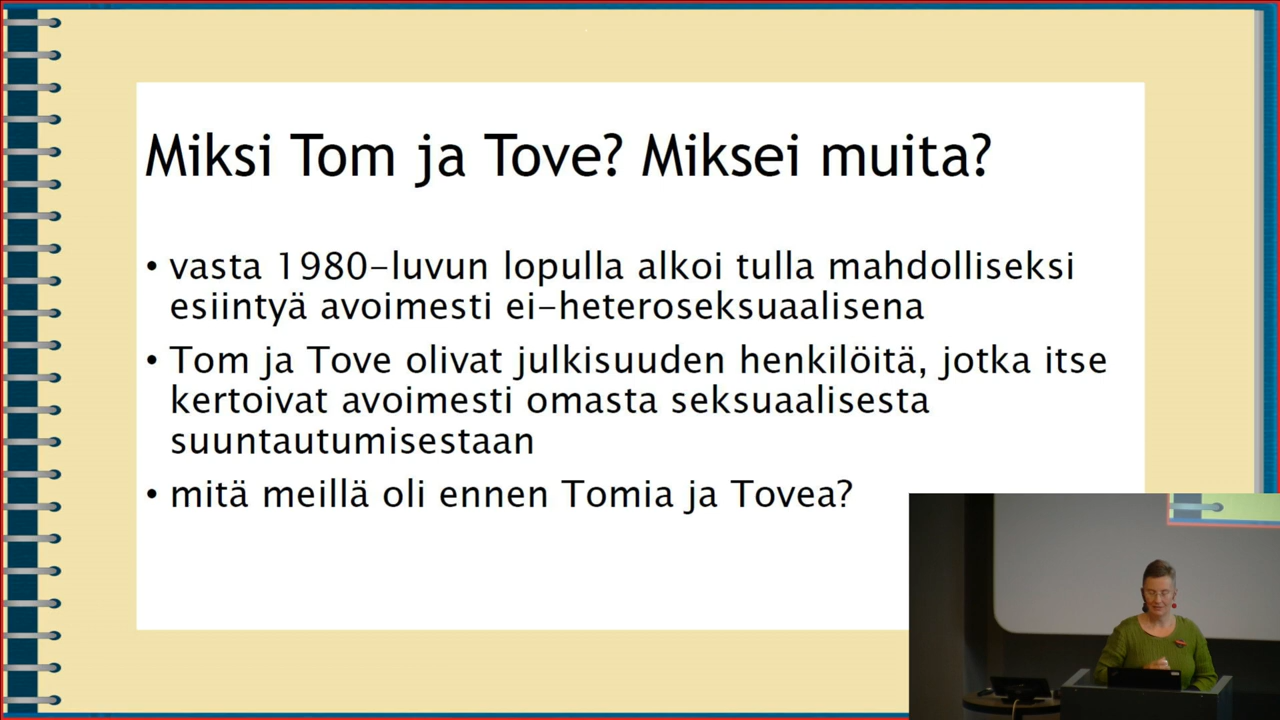 Miksi Tom ja Tove? Miksei muita?
• vasta 1980-luvun lopulla alkoi tulla mahdolliseksi
esiintyä avoimesti ei-heteroseksuaalisena
• Tom ja Tove olivat julkisuuden henkilöitä, jotka itse
kertoivat avoimesti omasta seksuaalisesta
suuntautumisestaan
• mitä meillä oli ennen Tomia ja Tovea?